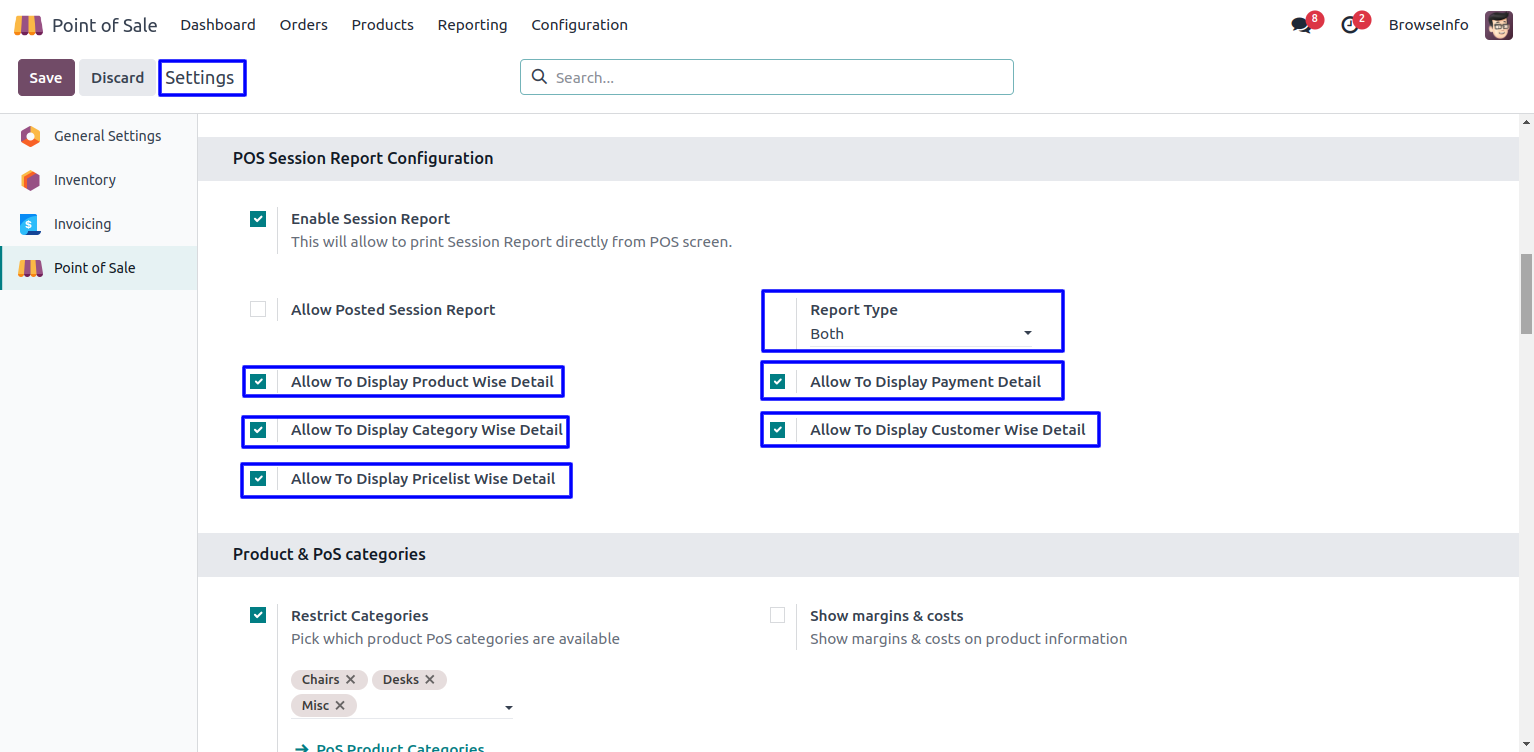 Point of Sale Dashboard Orders Products Reporting Configuration 8 2 BrowseInfo
Save Discard Settings Search...
General Settings
Inventory
Invoicing
Point of Sale
POS Session Report Configuration
Enable Session Report
This will allow to print Session Report directly from POS screen.
Allow Posted Session Report
Report Type
Both
Allow To Display Product Wise Detail
Allow To Display Payment Detail
Allow To Display Category Wise Detail
Allow To Display Customer Wise Detail
Allow To Display Pricelist Wise Detail
Product & PoS categories
Restrict Categories
Pick which product PoS categories are available
Show margins & costs
Show margins & costs on product information
Chairs Desks
Misc
PoS Product Categories